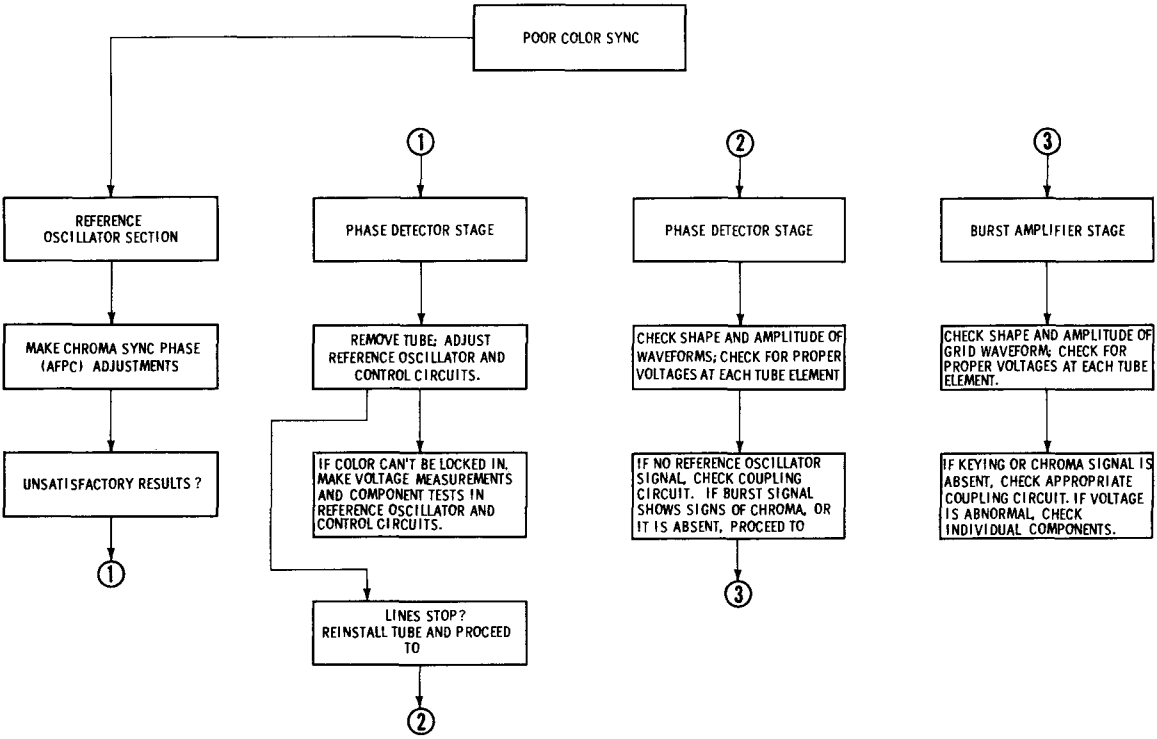 POOR COLOR SYNC
REFERENCE
OSCILLATOR SECTION
MAKE CHROMA SYNC PHASE
(AFPC) ADJUSTMENTS
UNSATISFACTORY RESULTS?
1
1
PHASE DETECTOR STAGE
REMOVE TUBE; ADJUST
REFERENCE OSCILLATOR AND
CONTROL CIRCUITS.
IF COLOR CAN'T BE LOCKED IN,
MAKE VOLTAGE MEASUREMENTS
AND COMPONENT TESTS IN
REFERENCE OSCILLATOR AND
CONTROL CIRCUITS.
LINES STOP?
REINSTALL TUBE AND PROCEED
TO
2
2
PHASE DETECTOR STAGE
CHECK SHAPE AND AMPLITUDE OF
WAVEFORMS; CHECK FOR PROPER
VOLTAGES AT EACH TUBE ELEMENT
IF NO REFERENCE OSCILLATOR
SIGNAL, CHECK COUPLING
CIRCUIT. IF BURST SIGNAL
SHOWS SIGNS OF CHROMA, OR
IT IS ABSENT, PROCEED TO
3
3
BURST AMPLIFIER STAGE
CHECK SHAPE AND AMPLITUDE OF
GRID WAVEFORM; CHECK FOR
PROPER VOLTAGES AT EACH TUBE
ELEMENT.
IF KEYING OR CHROMA SIGNAL IS
ABSENT, CHECK APPROPRIATE
COUPLING CIRCUIT. IF VOLTAGE
IS ABNORMAL, CHECK
INDIVIDUAL COMPONENTS.